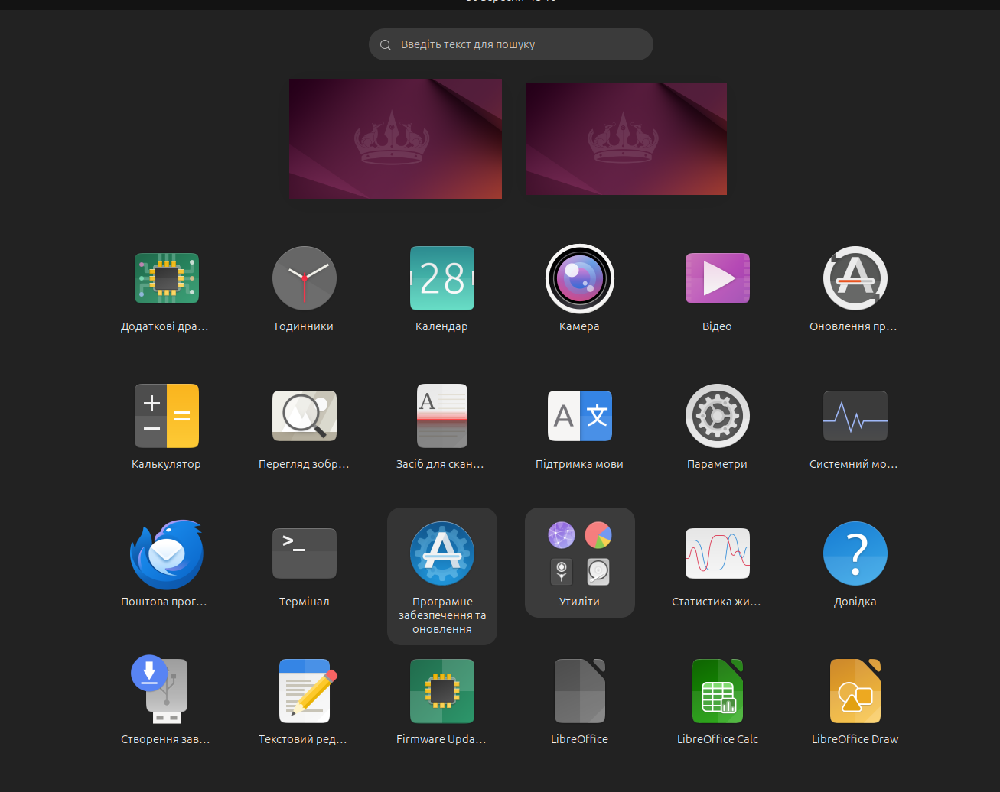 Введіть текст для пошуку
28
Додаткові дра…
Годинники
Календар
Камера
Відео
Оновлення пр…
Калькулятор
Перегляд зобр…
Засіб для скан…
Підтримка мови
Параметри
Системний мо…
Поштова прог…
Термінал
Програмне
забезпечення та
оновлення
Утиліти
Статистика жи…
Довідка
Створення зав…
Текстовий ред…
Firmware Upda…
LibreOffice
LibreOffice Calc
LibreOffice Draw